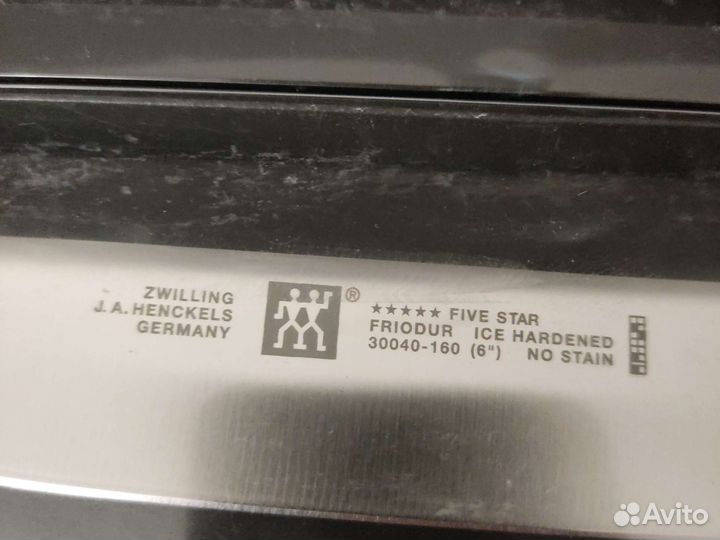 ZWILLING
J.A. HENCKELS
GERMANY
®
★★★★★ FIVE STAR
FRIODUR ICE HARDENED
30040-160 (6") NO STAIN
Avito